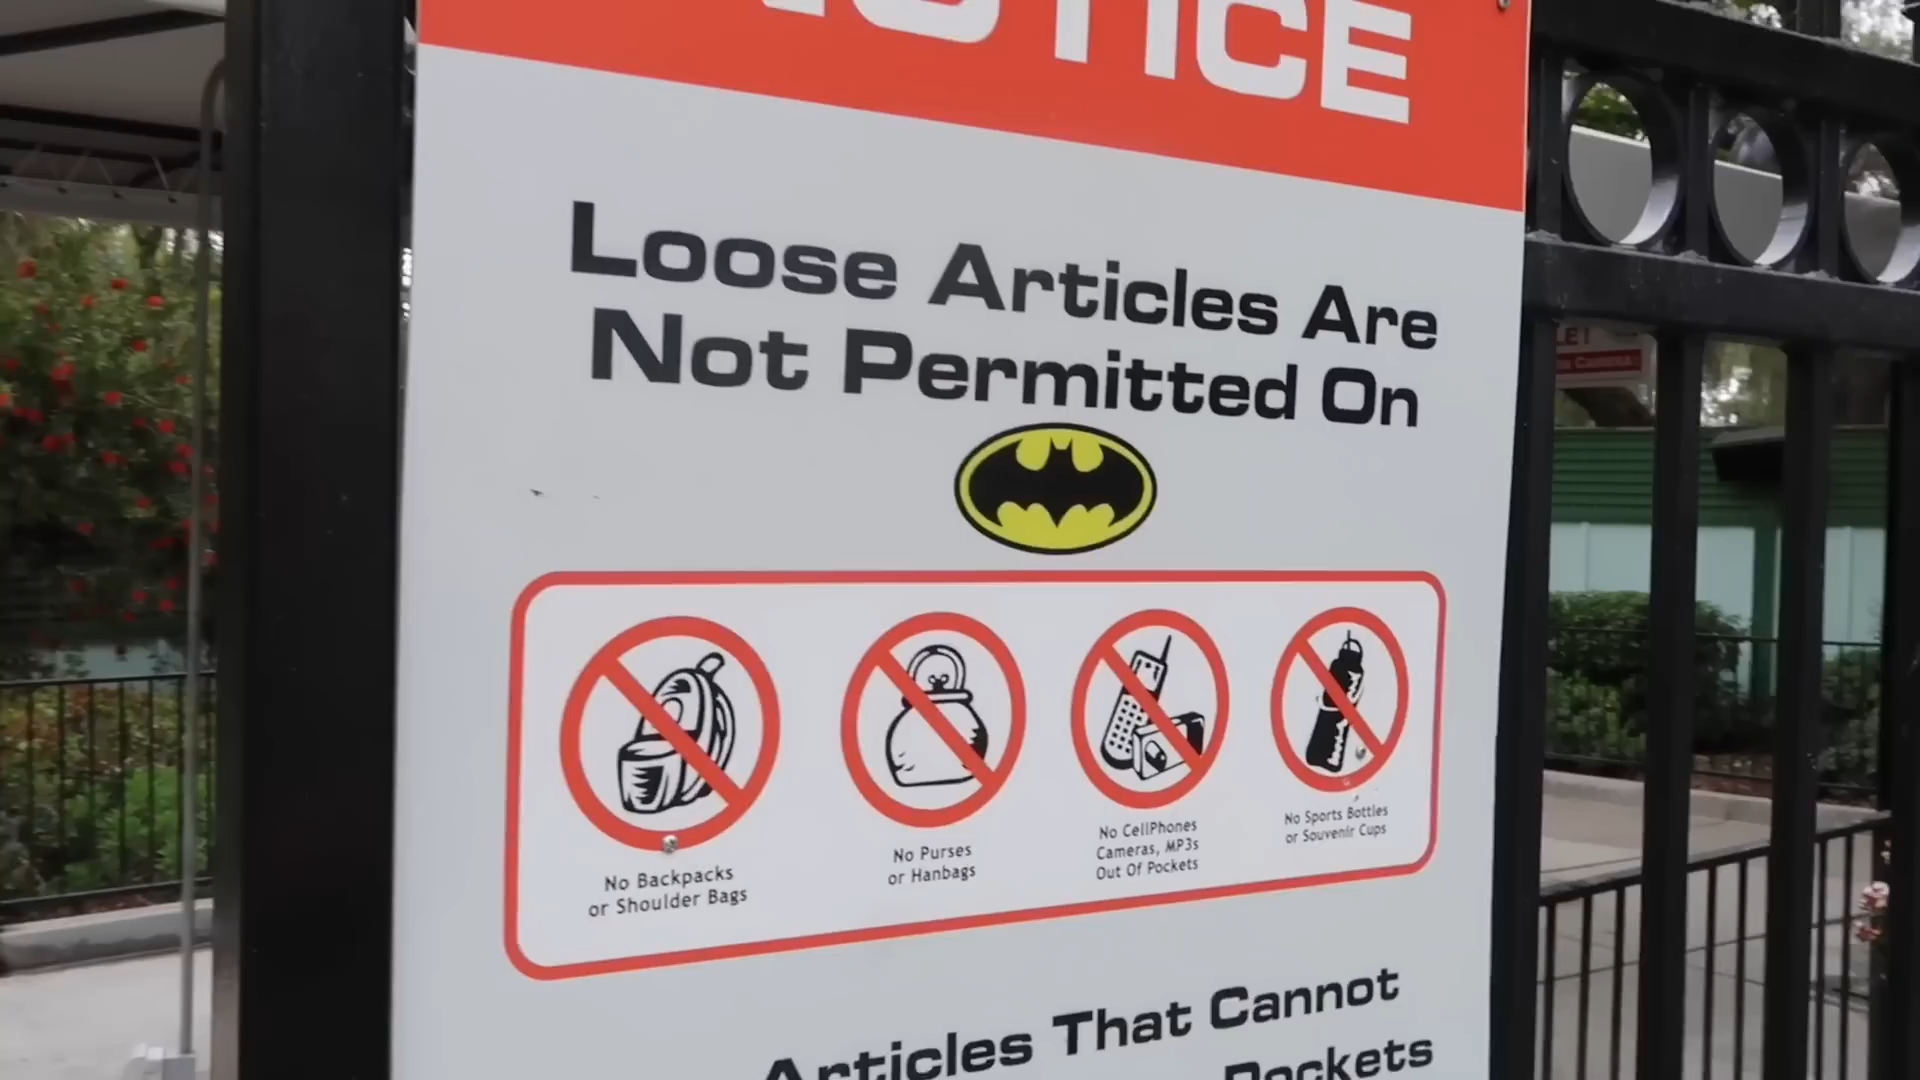 NOTICE
Loose Articles Are
Not Permitted On
No Backpacks
or Shoulder Bags
No Purses
or Hanbags
No CellPhones
Cameras, MP3s
Out Of Pockets
No Sports Bottles
or Souvenir Cups
Articles That Cannot
Pockets